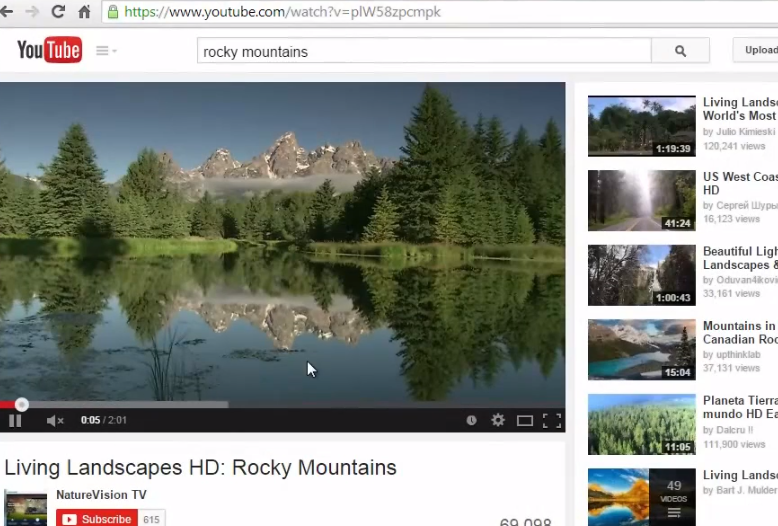 https://www.youtube.com/watch?v=plW58zpcmpk
YouTube
rocky mountains
Upload
Living Landsc
World's Most
by Julio Kimieski
120,241 views
1:19:39
US West Coas
HD
by Сергей Шуры
16,123 views
41:24
Beautiful Ligh
Landscapes &
by Oduvan4ikovi
33,161 views
1:00:43
Mountains in
Canadian Roc
by upthinklab
37,131 views
15:04
Planeta Tierra
mundo HD Ea
by Dalcru !!
111,900 views
11:05
Living Landsc
by Bart J. Mulder
49
VIDEOS
0:05 / 2:01
Living Landscapes HD: Rocky Mountains
NatureVision TV
Subscribe 615
69,098